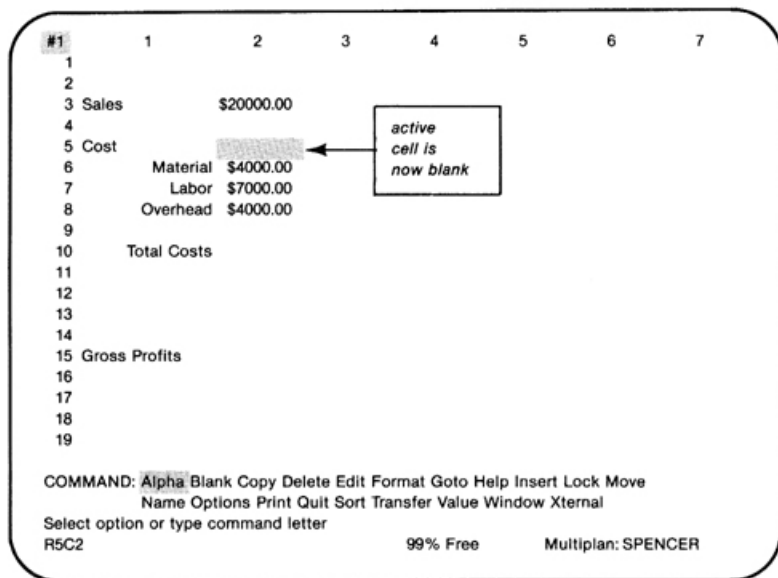 #1 1 2 3 4 5 6 7
1
2
3 Sales $20000.00
4
5 Cost
6 Material $4000.00
7 Labor $7000.00
8 Overhead $4000.00
9
10 Total Costs
11
12
13
14
15 Gross Profits
16
17
18
19
active
cell is
now blank
COMMAND: Alpha Blank Copy Delete Edit Format Goto Help Insert Lock Move
Name Options Print Quit Sort Transfer Value Window Xternal
Select option or type command letter
R5C2 99% Free Multiplan: SPENCER